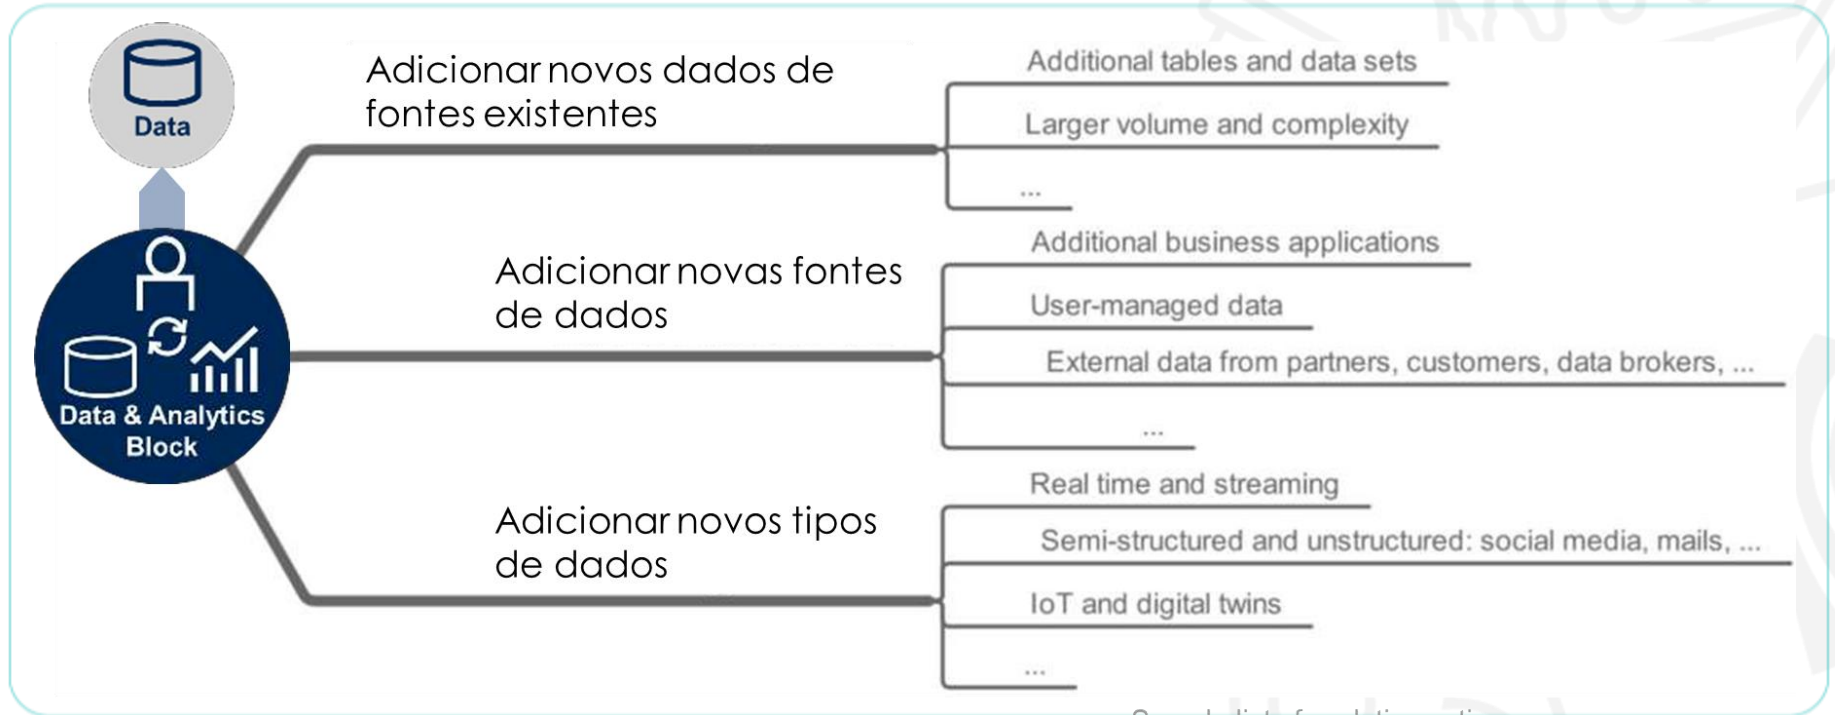 Data
Data & Analytics
Block
Adicionar novos dados de
fontes existentes
Additional tables and data sets
Larger volume and complexity
...
Adicionar novas fontes
de dados
Additional business applications
User-managed data
External data from partners, customers, data brokers, ...
...
Adicionar novos tipos
de dados
Real time and streaming
Semi-structured and unstructured: social media, mails, ...
IoT and digital twins
...